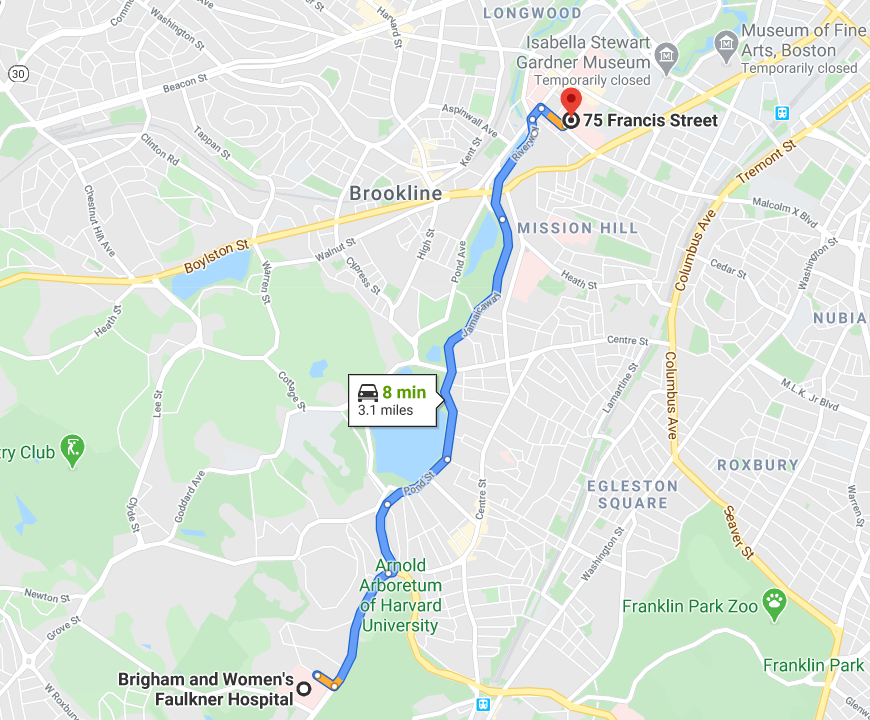 LONGWOOD
Washington St
Commonwealth Ave
Harvard St
Museum of Fine
Arts, Boston
Temporarily closed
Isabella Stewart
Gardner Museum
Temporarily closed
30
Beacon St
Aspinwall Ave
75 Francis Street
Tappan St
Clinton Rd
Kent St
Riverway
Tremont St
Brookline
Chestnut Hill Ave
Malcolm X Blvd
MISSION HILL
Columbus Ave
Washington St
Boylston St
Walnut St
High St
Pond Ave
Cypress St
Warren St
Heath St
Cedar St
Jamaicaway
Heath St
NUBIA
Centre St
8 min
3.1 miles
Cottage St
Lee St
Lamartine St
Columbus Ave
M.L.K. Jr Blvd
try Club
ROXBURY
Pond St
Goddard Ave
Centre St
EGLESTON
SQUARE
Clyde St
Warren St
Seaver St
Washington St
Arnold
Arboretum
of Harvard
University
Newton St
Grove St
Franklin Park Zoo
Franklin Park
Brigham and Women's
Faulkner Hospital
W Roxbury